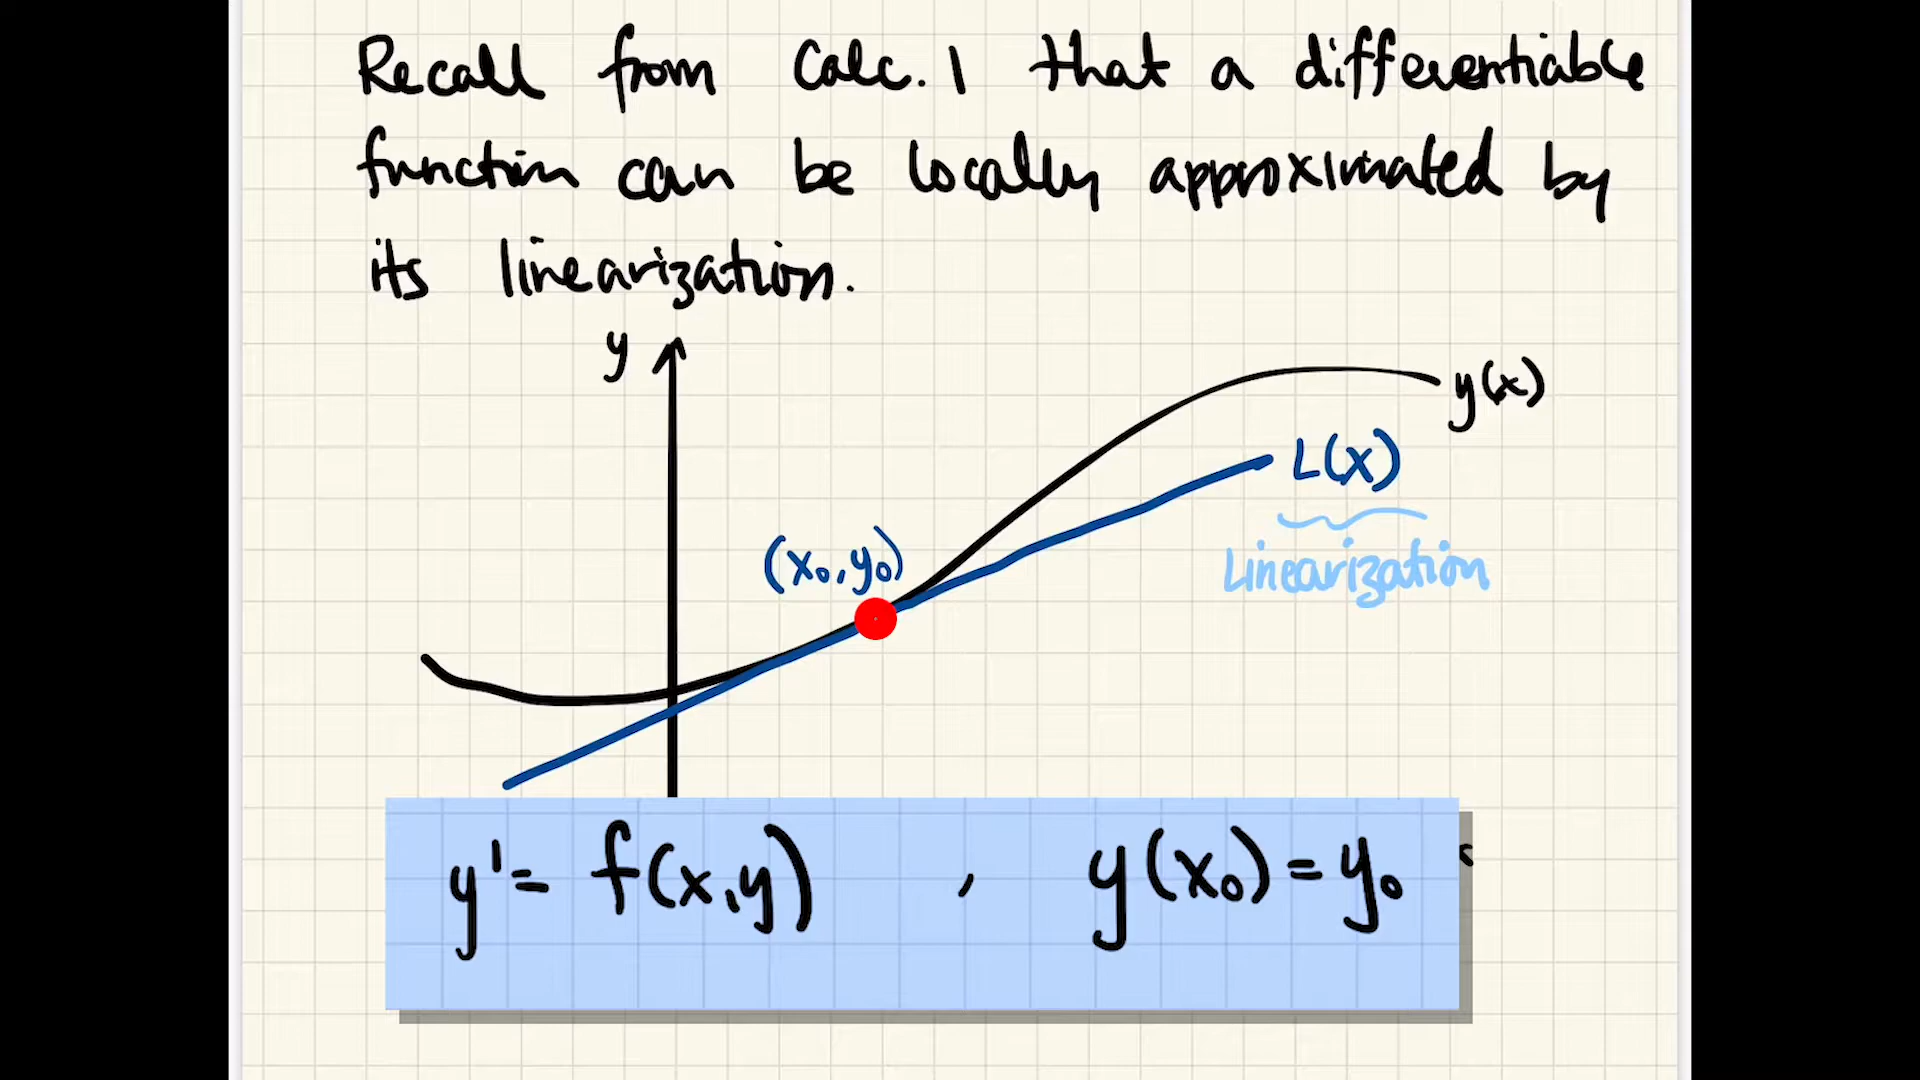 Recall from Calc. 1 that a differentiable
function can be locally approximated by
its linearization.
y
y(x)
L(x)
Linearization
(x₀, y₀)
y' = f(x,y) , y(x₀) = y₀